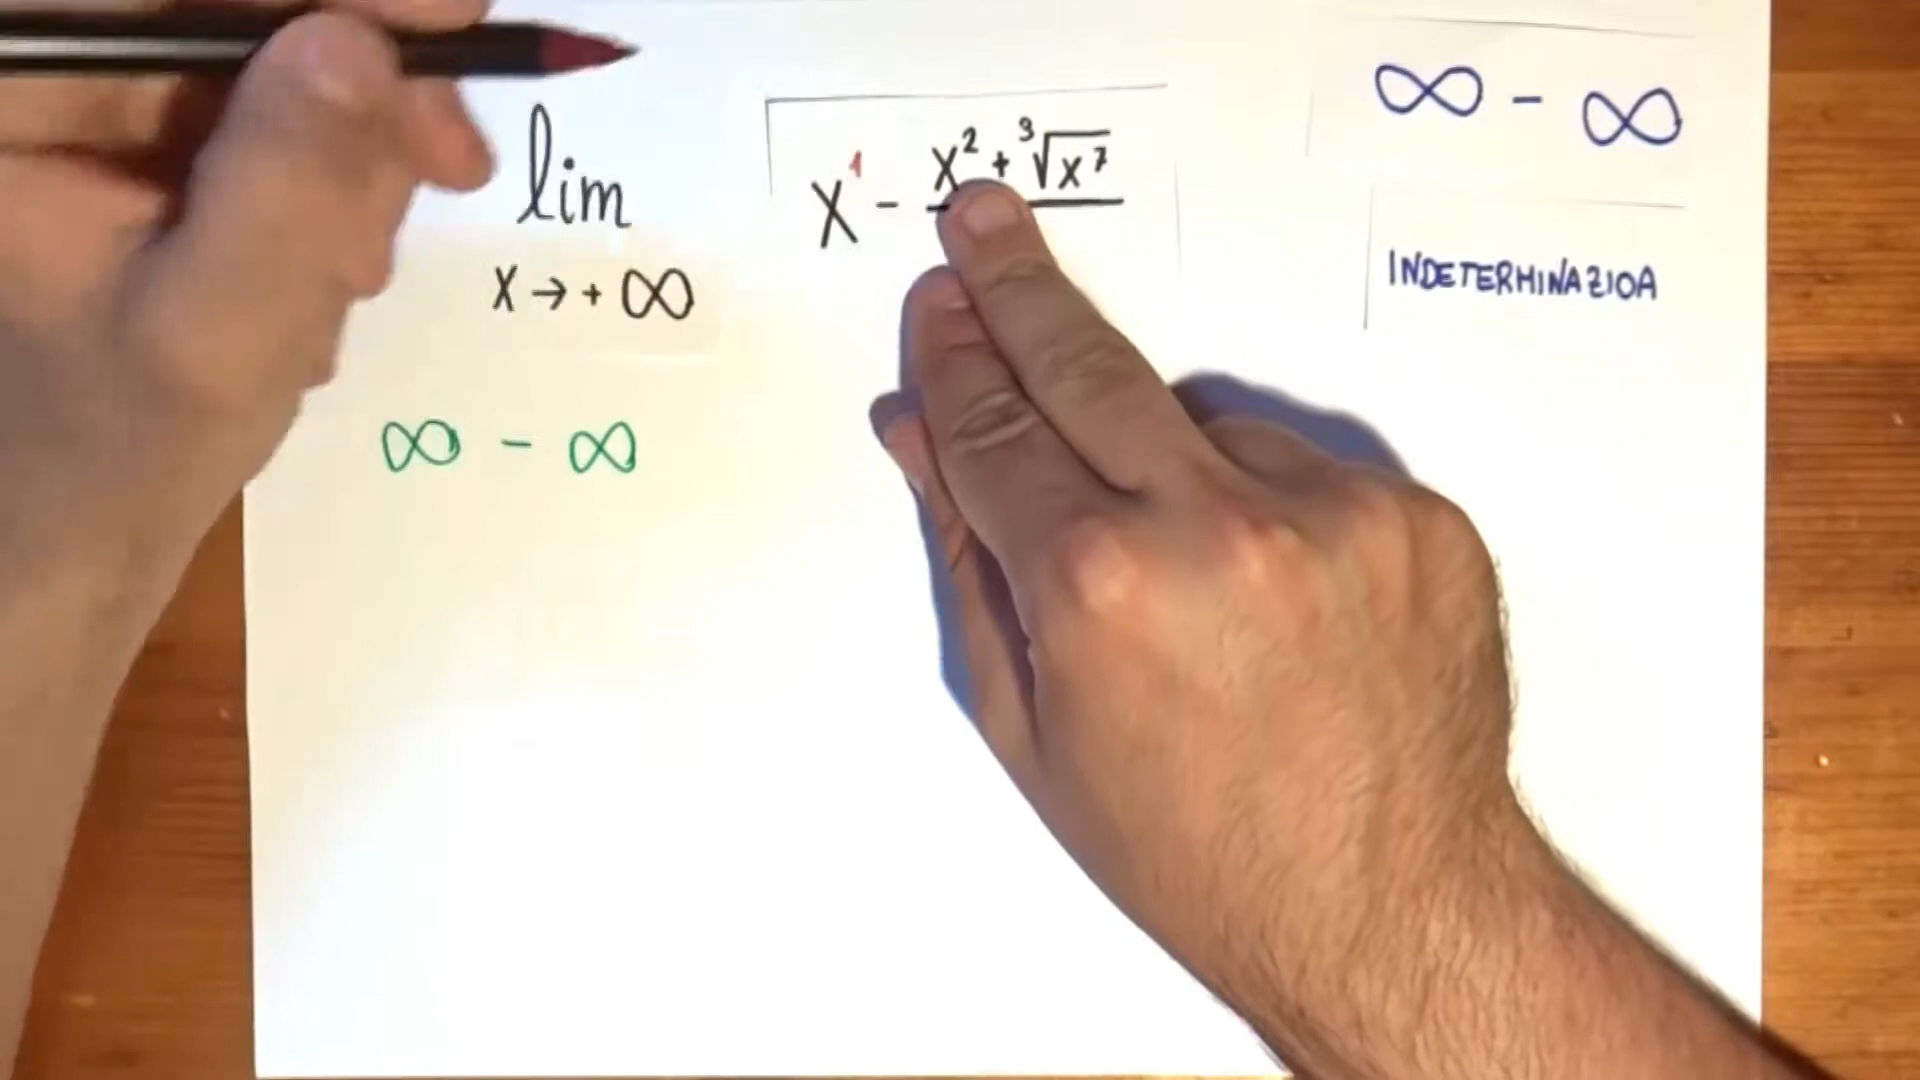 lim x¹ - x² + ³√x⁷
x → + ∞
∞ - ∞
∞ - ∞
INDETERMINAZIOA